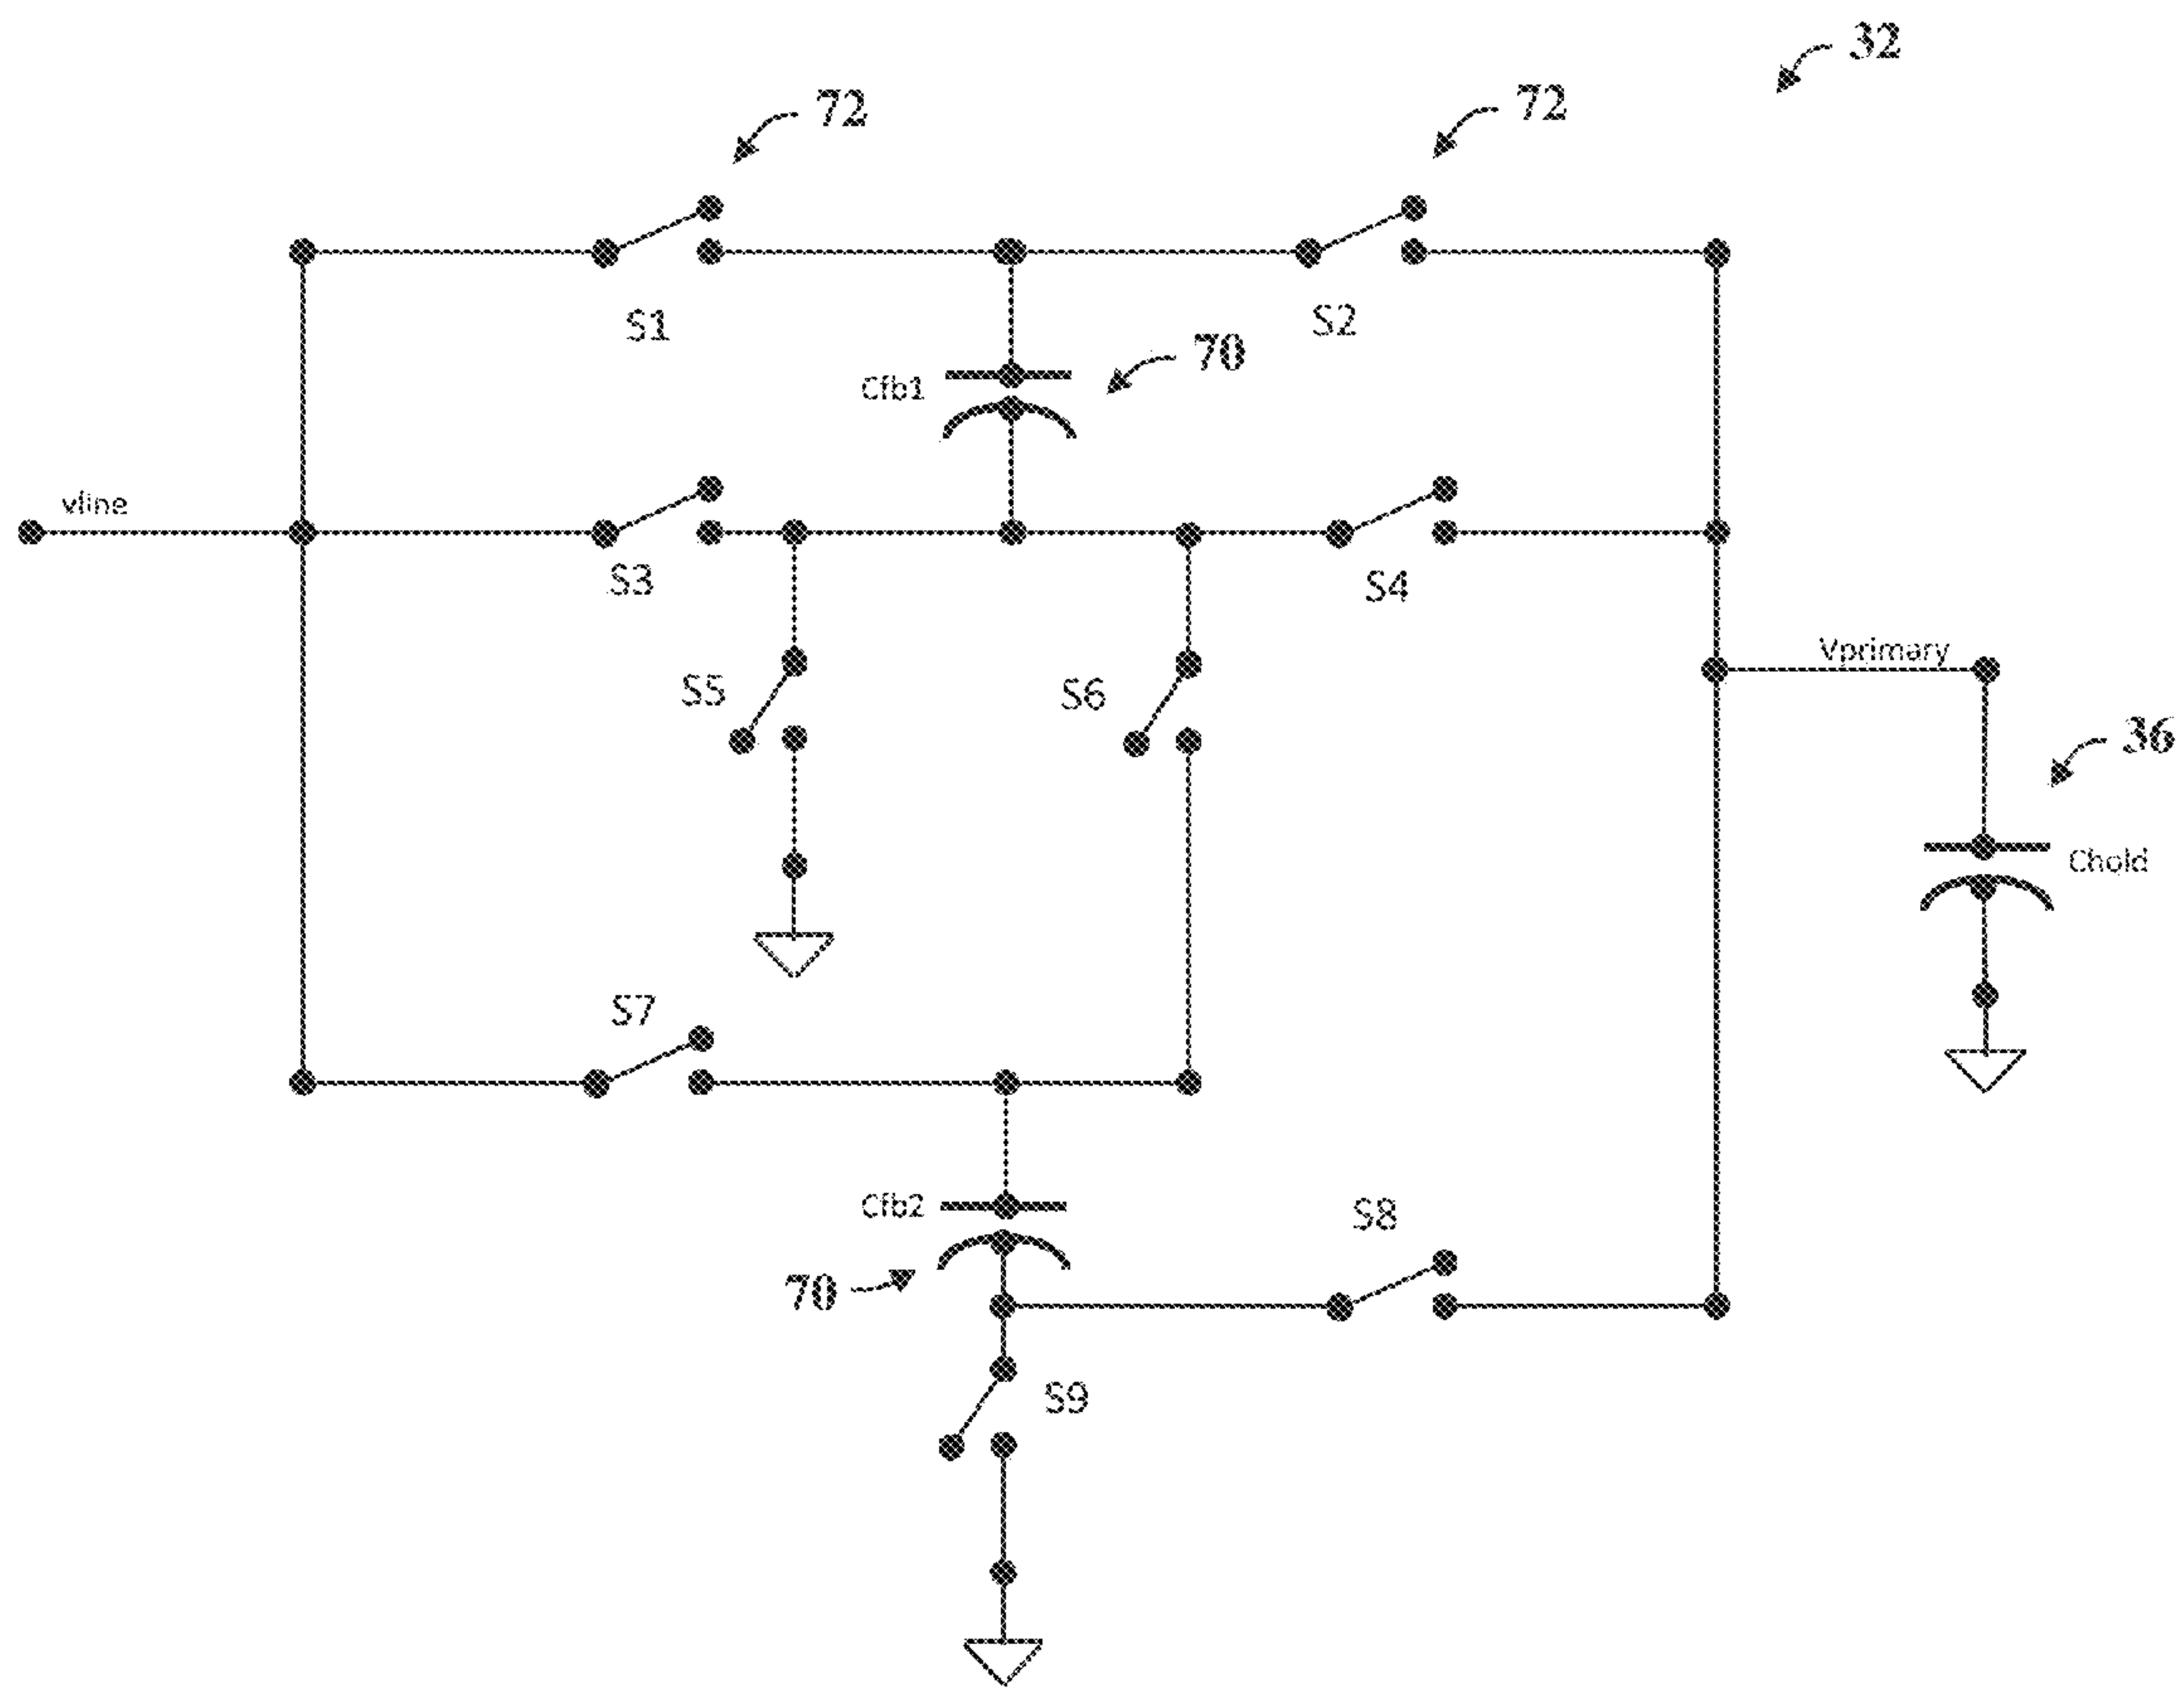 32
72
72
S1
S2
70
Cfb1
vline
S3
S4
Vprimary
S5
S6
36
Chold
S7
Cfb2
S8
70
S9